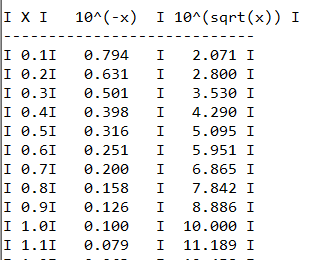 I X I   10^(-x)  I 10^(sqrt(x)) I
---------------------------
I 0.1I   0.794   I   2.071 I
I 0.2I   0.631   I   2.800 I
I 0.3I   0.501   I   3.530 I
I 0.4I   0.398   I   4.290 I
I 0.5I   0.316   I   5.095 I
I 0.6I   0.251   I   5.951 I
I 0.7I   0.200   I   6.865 I
I 0.8I   0.158   I   7.842 I
I 0.9I   0.126   I   8.886 I
I 1.0I   0.100   I  10.000 I
I 1.1I   0.079   I  11.189 I